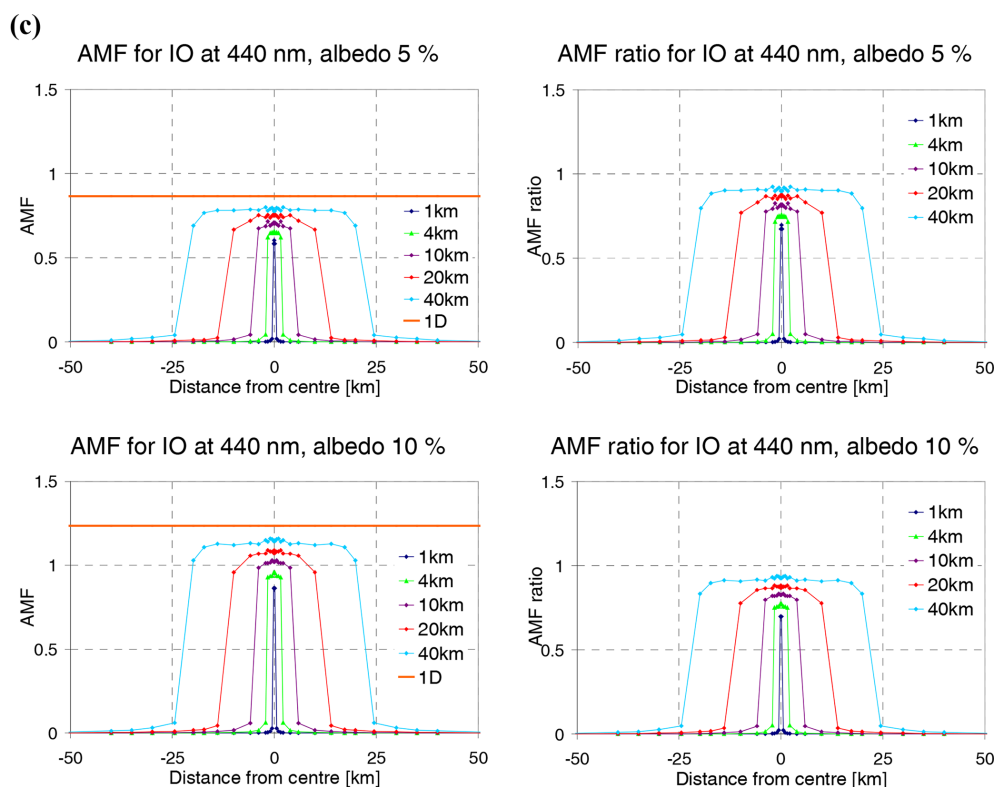 (c)
AMF for IO at 440 nm, albedo 5 %
1.5
1
0.5
0
AMF
-50
-25
0
25
50
Distance from centre [km]
1km
4km
10km
20km
40km
1D
AMF ratio for IO at 440 nm, albedo 5 %
1.5
1
0.5
0
AMF ratio
-50
-25
0
25
50
Distance from centre [km]
1km
4km
10km
20km
40km
AMF for IO at 440 nm, albedo 10 %
1.5
1
0.5
0
AMF
-50
-25
0
25
50
Distance from centre [km]
1km
4km
10km
20km
40km
1D
AMF ratio for IO at 440 nm, albedo 10 %
1.5
1
0.5
0
AMF ratio
-50
-25
0
25
50
Distance from centre [km]
1km
4km
10km
20km
40km